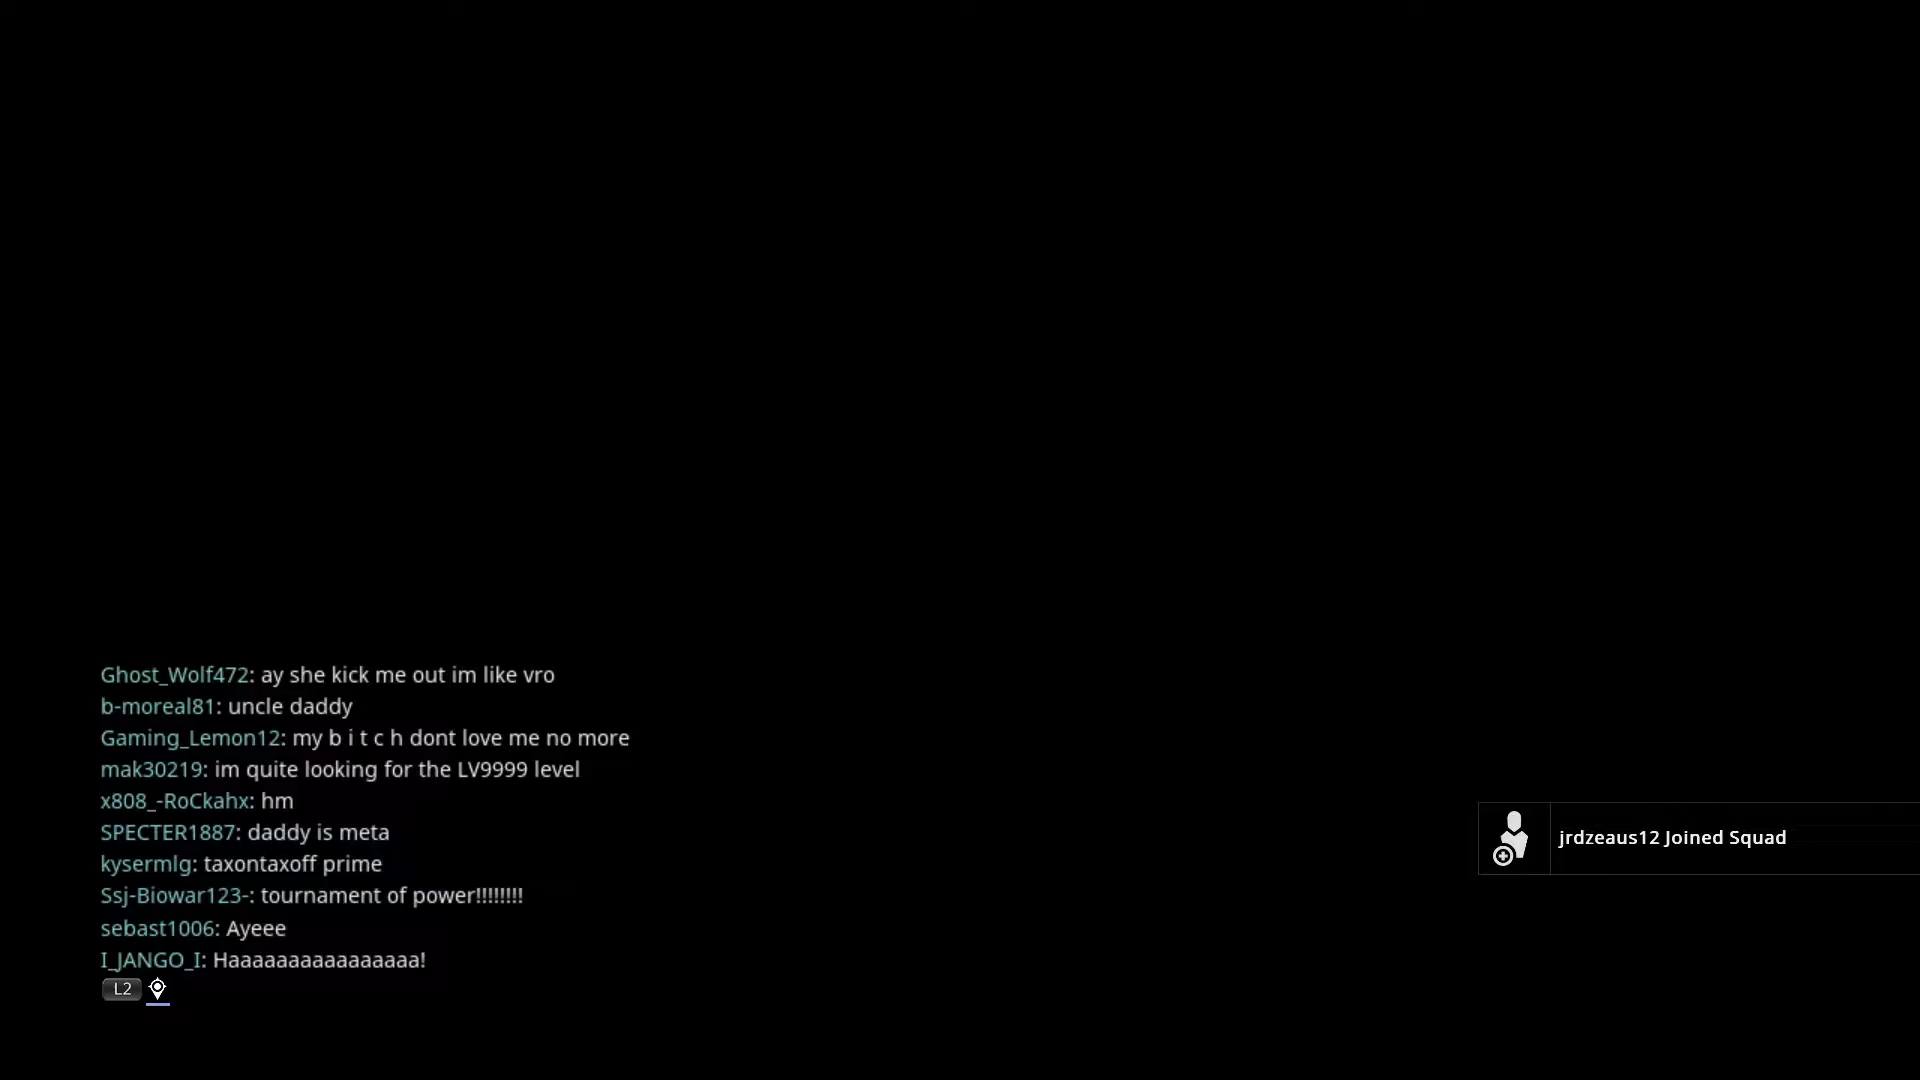 Ghost_Wolf472: ay she kick me out im like vro
b-moreal81: uncle daddy
Gaming_Lemon12: my b i t c h dont love me no more
mak30219: im quite looking for the LV9999 level
x808_-RoCkahx: hm
SPECTER1887: daddy is meta
jrdzeaus12 Joined Squad
kysermlg: taxontaxoff prime
Ssj-Biowar123-: tournament of power!!!!!!!!
sebast1006: Ayeee
I_JANGO_I: Haaaaaaaaaaaaaaaa!
L2